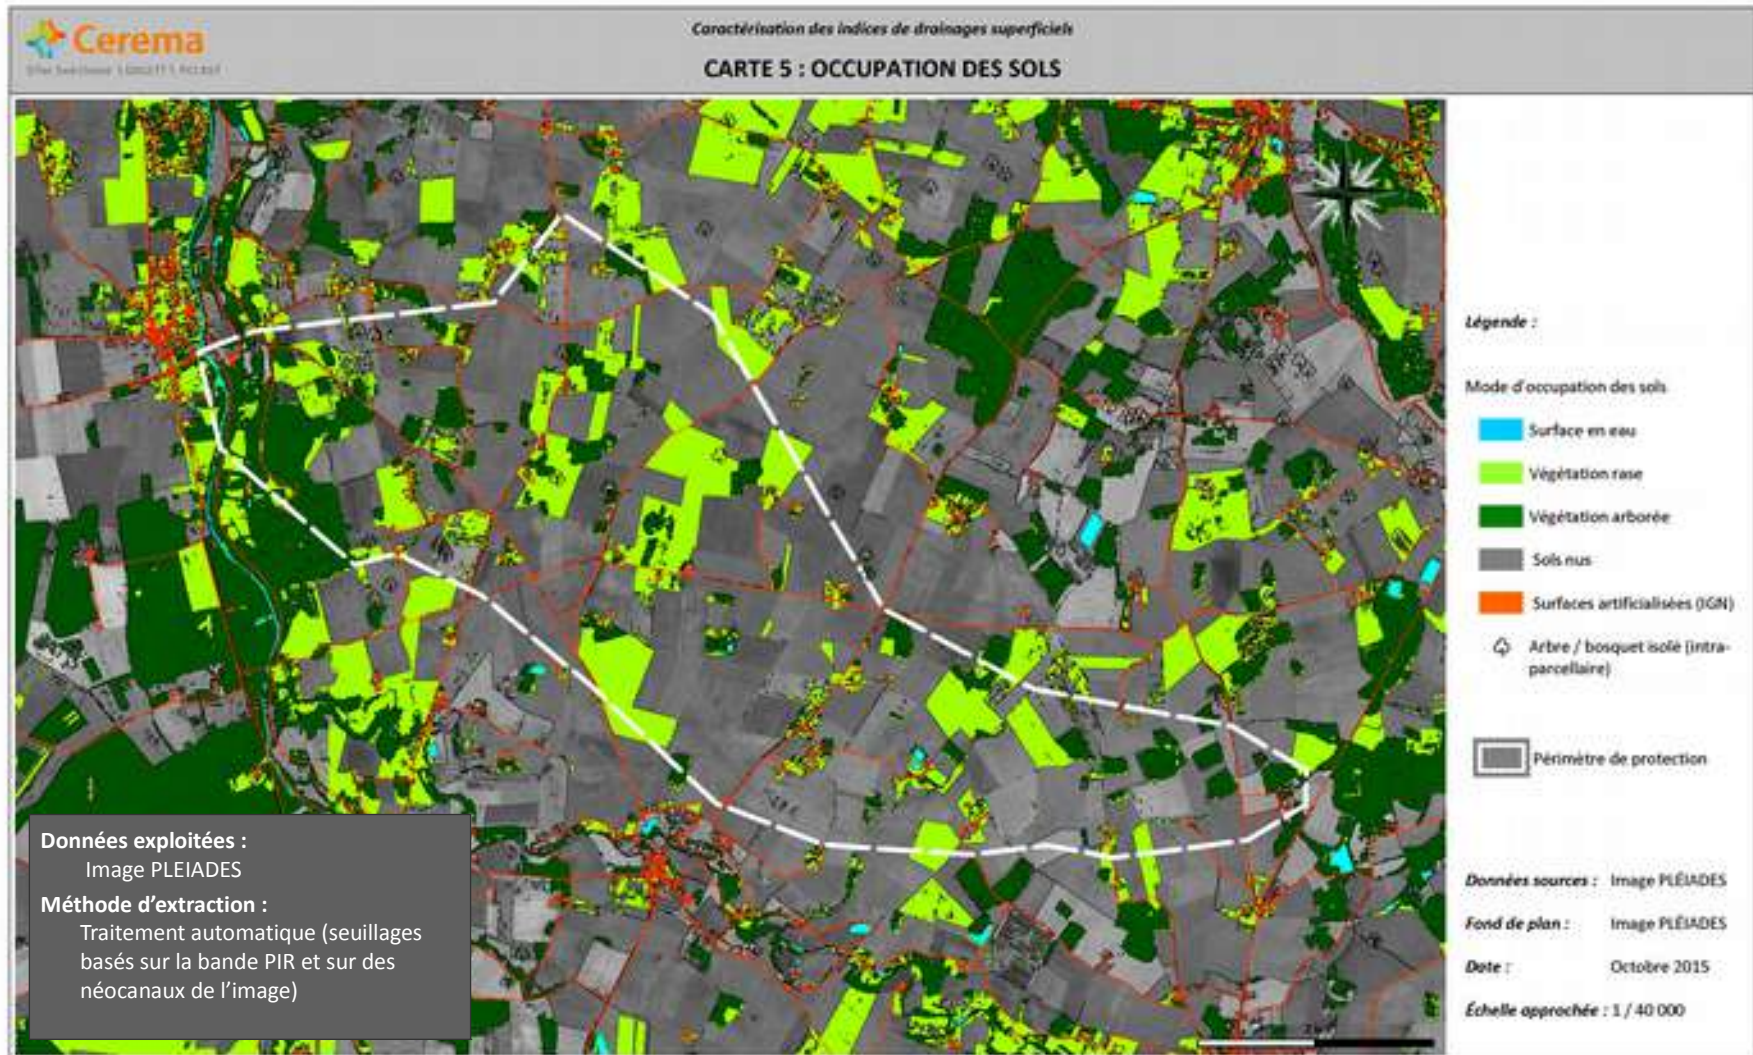 Cerema
Caractérisation des indices de drainages superficiels
CARTE 5 : OCCUPATION DES SOLS
Légende :
Mode d'occupation des sols
Surface en eau
Végétation rase
Végétation arborée
Sols nus
Surfaces artificialisées (IGN)
Arbre / bosquet isolé (intra-
parcellaire)
Périmètre de protection
Données sources : Image PLÉIADES
Fond de plan : Image PLÉIADES
Date : Octobre 2015
Échelle approchée : 1 / 40 000
Données exploitées :
Image PLEIADES
Méthode d'extraction :
Traitement automatique (seuillages
basés sur la bande PIR et sur des
néocanaux de l'image)